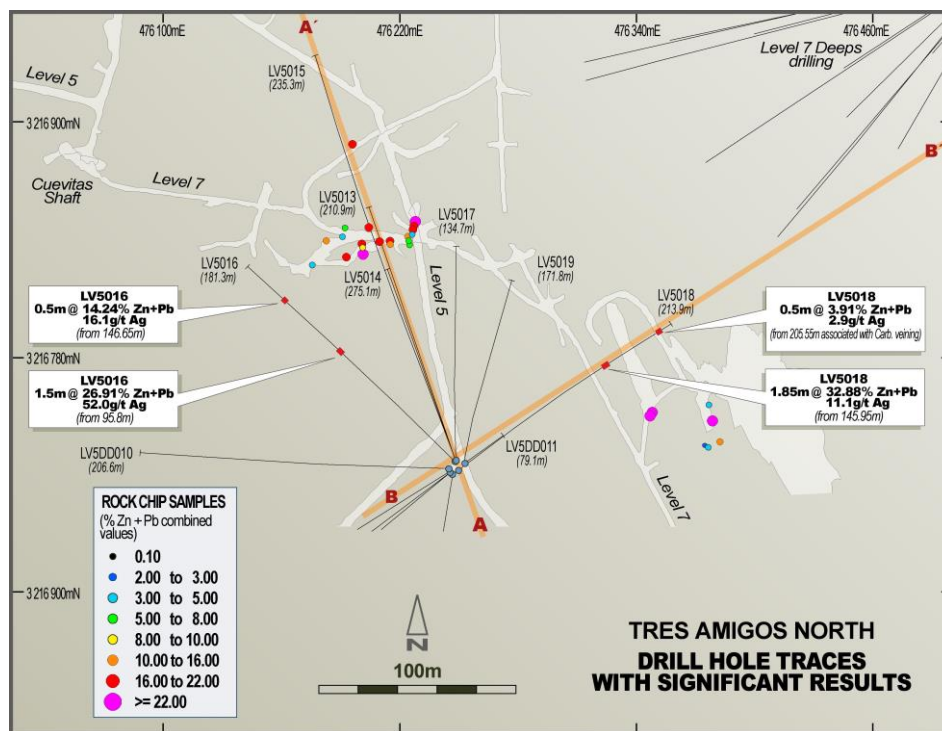 476 100mE
476 220mE
476 340mE
476 460mE
A´
Level 7 Deeps
drilling
Level 5
LV5015
(235.3m)
3 216 900mN
B´
Cuevitas
Shaft
Level 7
LV5013
(210.9m)
LV5017
(134.7m)
LV5016
(181.3m)
LV5014
(275.1m)
LV5019
(171.8m)
Level 5
LV5018
(213.9m)
LV5016
0.5m @ 14.24% Zn+Pb
16.1g/t Ag
(from 146.65m)
LV5018
0.5m @ 3.91% Zn+Pb
2.9g/t Ag
(from 205.55m associated with Carb. veining)
3 216 780mN
LV5016
1.5m @ 26.91% Zn+Pb
52.0g/t Ag
(from 95.8m)
LV5018
1.85m @ 32.88% Zn+Pb
11.1g/t Ag
(from 145.95m)
LV5DD010
(206.6m)
LV5DD011
(79.1m)
B
A
Level 7
ROCK CHIP SAMPLES
(% Zn + Pb combined
values)
0.10
2.00 to 3.00
3.00 to 5.00
5.00 to 8.00
8.00 to 10.00
10.00 to 16.00
16.00 to 22.00
>= 22.00
3 216 900mN
N
100m
TRES AMIGOS NORTH
DRILL HOLE TRACES
WITH SIGNIFICANT RESULTS